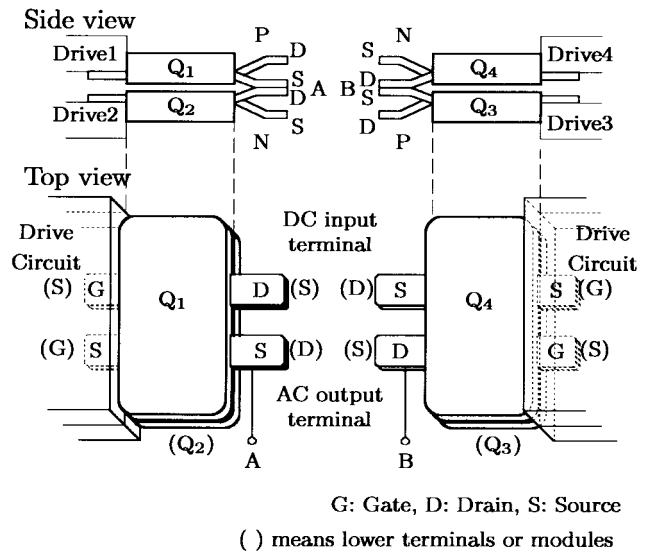 Side view
P N
Drive1 Q1 D S Q4 Drive4
S D
A B
D S
Drive2 Q2 S D Q3 Drive3
N P
Top view
DC input
terminal
Drive
Circuit
Drive
Circuit
(S) G Q1 D (S) (D) S Q4 S (G)
(G) S S (D) (S) D G (S)
AC output
terminal
(Q2) (Q3)
A B
G: Gate, D: Drain, S: Source
( ) means lower terminals or modules